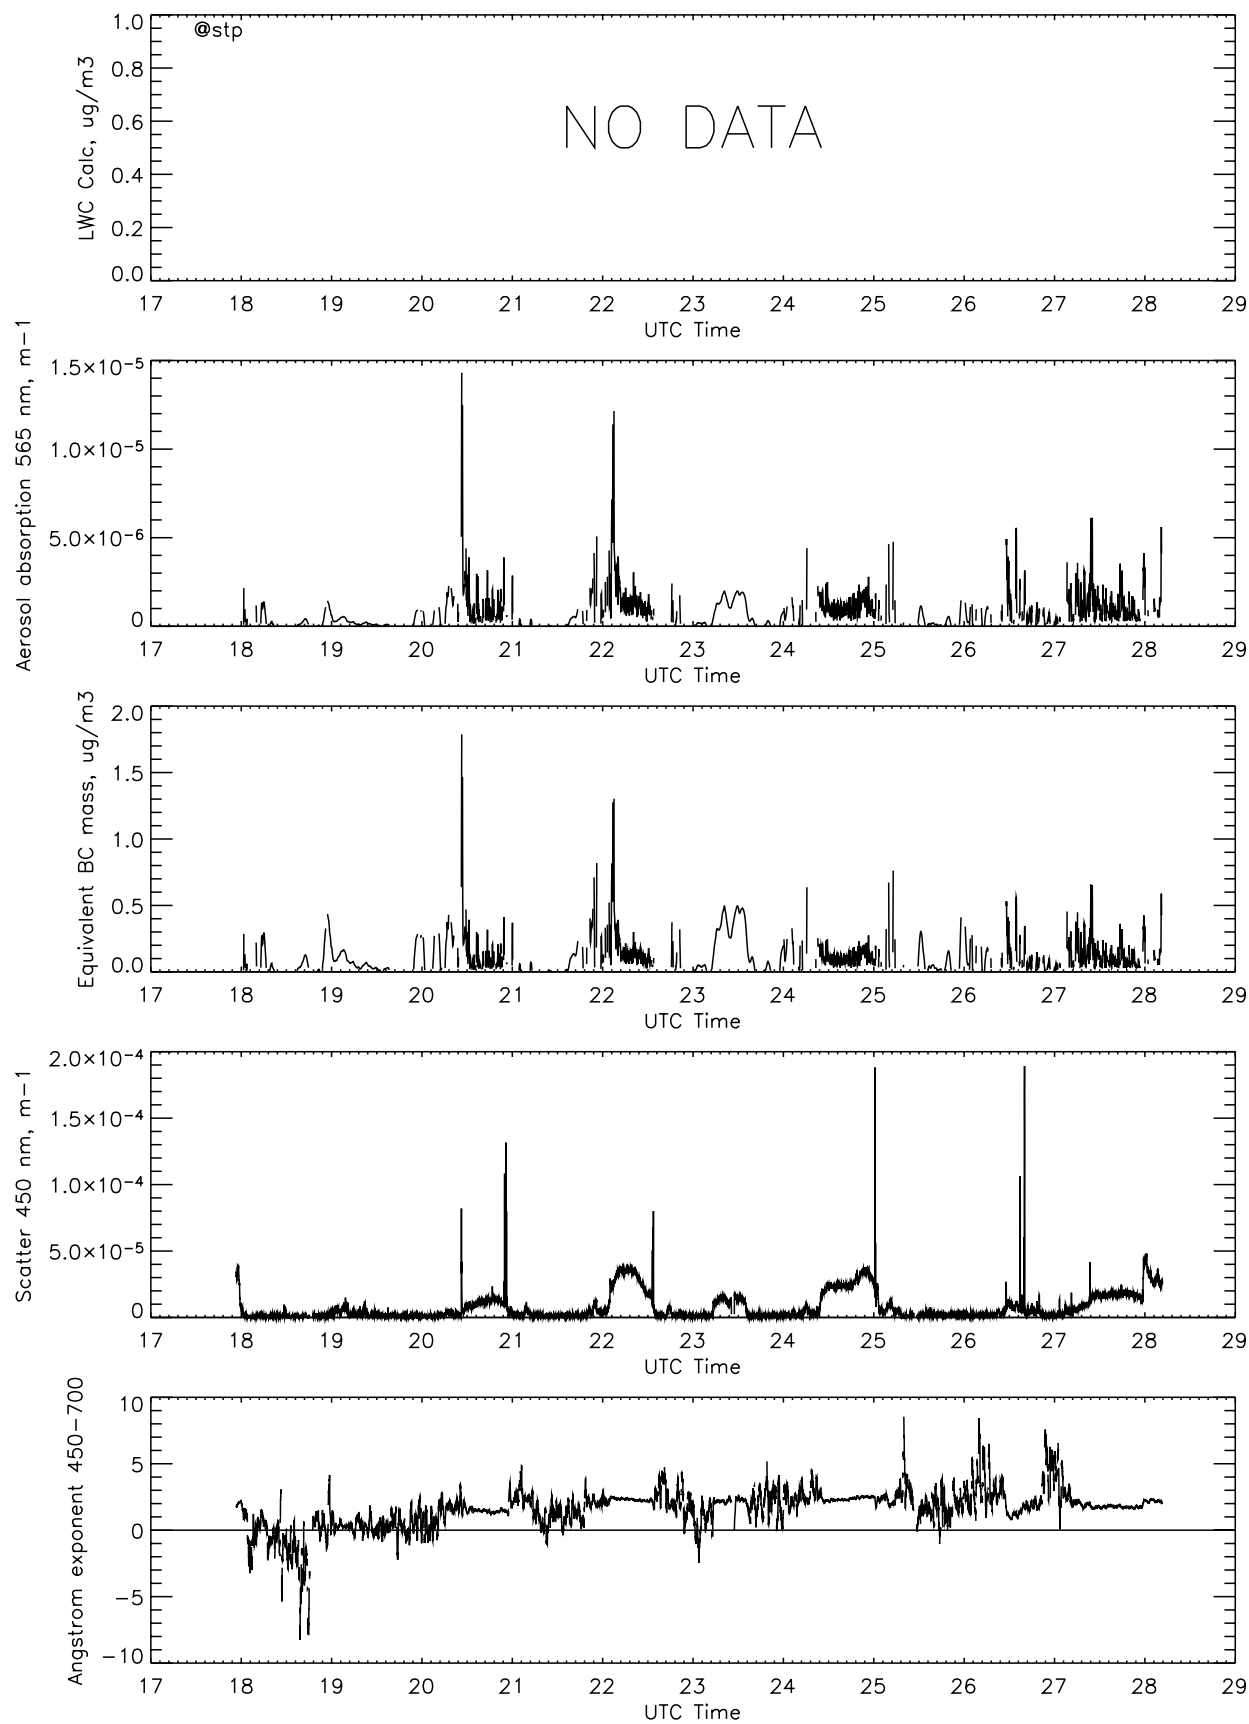 1.0
@stp
0.8
0.6
0.4
0.2
0.0
LWC Calc, ug/m3
NO DATA
17 18 19 20 21 22 23 24 25 26 27 28 29
UTC Time
1.5×10⁻⁵
1.0×10⁻⁵
5.0×10⁻⁶
0
Aerosol absorption 565 nm, m−1
17 18 19 20 21 22 23 24 25 26 27 28 29
UTC Time
2.0
1.5
1.0
0.5
0.0
Equivalent BC mass, ug/m3
17 18 19 20 21 22 23 24 25 26 27 28 29
UTC Time
2.0×10⁻⁴
1.5×10⁻⁴
1.0×10⁻⁴
5.0×10⁻⁵
0
Scatter 450 nm, m−1
17 18 19 20 21 22 23 24 25 26 27 28 29
UTC Time
10
5
0
−5
−10
Angstrom exponent 450−700
17 18 19 20 21 22 23 24 25 26 27 28 29
UTC Time